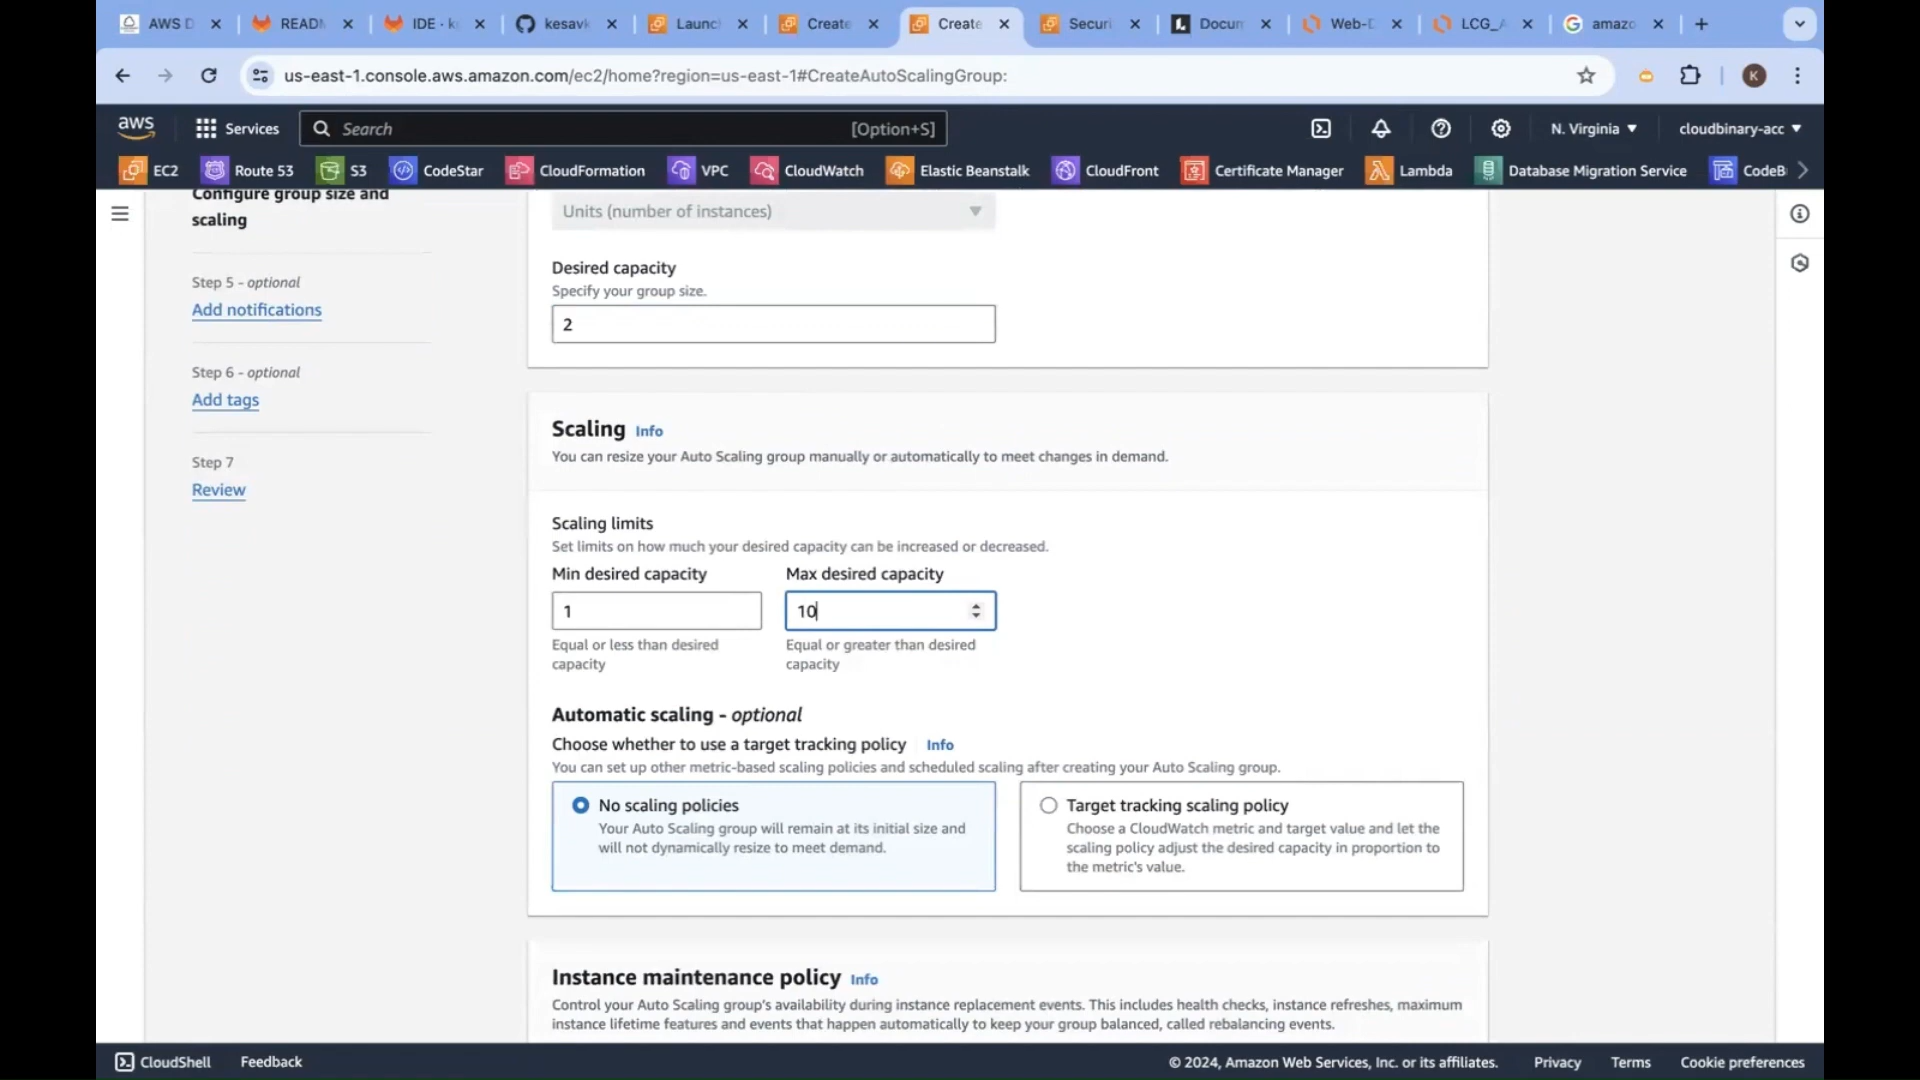 AWS D
READM
IDE - k
kesavk
Launc
Create
Create
Securi
Docum
Web-D
LCG_A
amazo
us-east-1.console.aws.amazon.com/ec2/home?region=us-east-1#CreateAutoScalingGroup:
K
aws
Services
Search
[Option+S]
N. Virginia
cloudbinary-acc
EC2
Route 53
S3
CodeStar
CloudFormation
VPC
CloudWatch
Elastic Beanstalk
CloudFront
Certificate Manager
Lambda
Database Migration Service
CodeB
Configure group size and
scaling
Step 5 - optional
Add notifications
Step 6 - optional
Add tags
Step 7
Review
Units (number of instances)
Desired capacity
Specify your group size.
2
Scaling Info
You can resize your Auto Scaling group manually or automatically to meet changes in demand.
Scaling limits
Set limits on how much your desired capacity can be increased or decreased.
Min desired capacity
1
Equal or less than desired
capacity
Max desired capacity
10
Equal or greater than desired
capacity
Automatic scaling - optional
Choose whether to use a target tracking policy Info
You can set up other metric-based scaling policies and scheduled scaling after creating your Auto Scaling group.
No scaling policies
Your Auto Scaling group will remain at its initial size and
will not dynamically resize to meet demand.
Target tracking scaling policy
Choose a CloudWatch metric and target value and let the
scaling policy adjust the desired capacity in proportion to
the metric's value.
Instance maintenance policy Info
Control your Auto Scaling group's availability during instance replacement events. This includes health checks, instance refreshes, maximum
instance lifetime features and events that happen automatically to keep your group balanced, called rebalancing events.
CloudShell
Feedback
© 2024, Amazon Web Services, Inc. or its affiliates.
Privacy
Terms
Cookie preferences